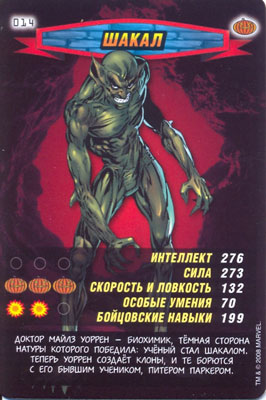 014
ШАКАЛ
ИНТЕЛЛЕКТ 276
СИЛА 273
СКОРОСТЬ И ЛОВКОСТЬ 132
ОСОБЫЕ УМЕНИЯ 70
БОЙЦОВСКИЕ НАВЫКИ 199
ДОКТОР МАЙЛЗ УОРРЕН – БИОХИМИК, ТЁМНАЯ СТОРОНА
НАТУРЫ КОТОРОГО ПОБЕДИЛА: УЧЁНЫЙ СТАЛ ШАКАЛОМ.
ТЕПЕРЬ УОРРЕН СОЗДАЁТ КЛОНЫ, И ТЕ БОРЮТСЯ
С ЕГО БЫВШИМ УЧЕНИКОМ, ПИТЕРОМ ПАРКЕРОМ.
TM & © 2008 MARVEL.